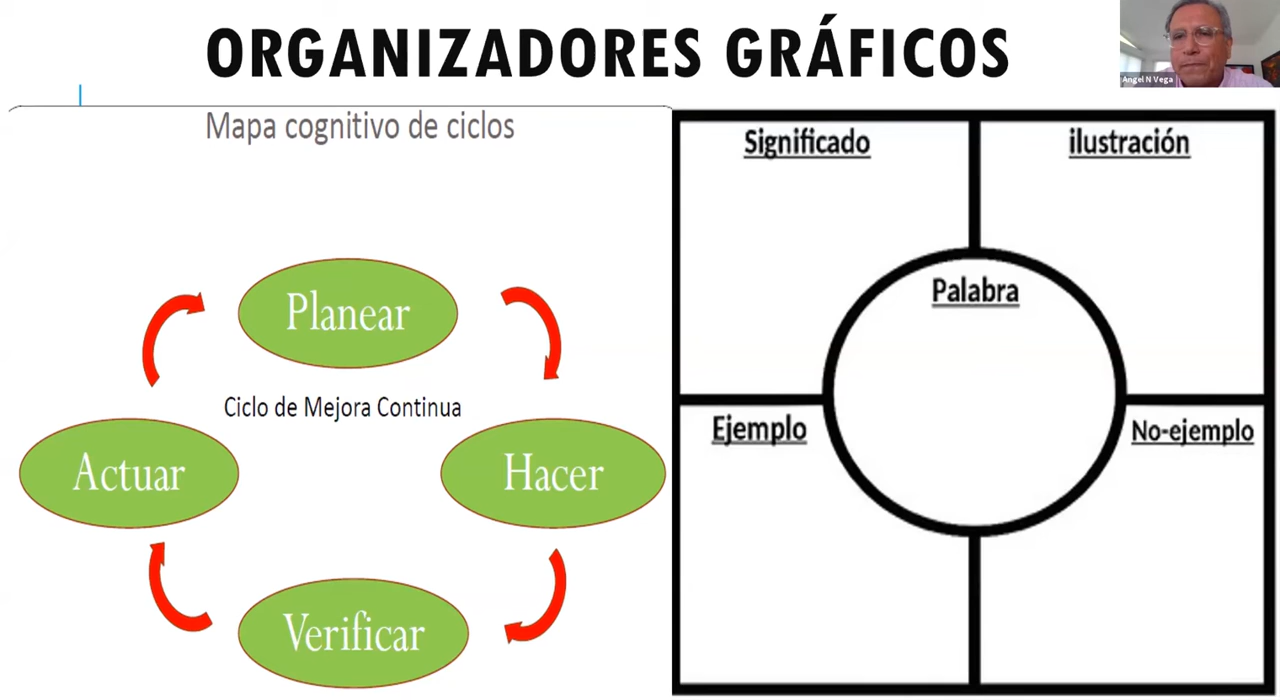 ORGANIZADORES GRÁFICOS
Angel N Vega
Mapa cognitivo de ciclos
Planear
Ciclo de Mejora Continua
Actuar
Hacer
Verificar
Significado
ilustración
Palabra
Ejemplo
No-ejemplo